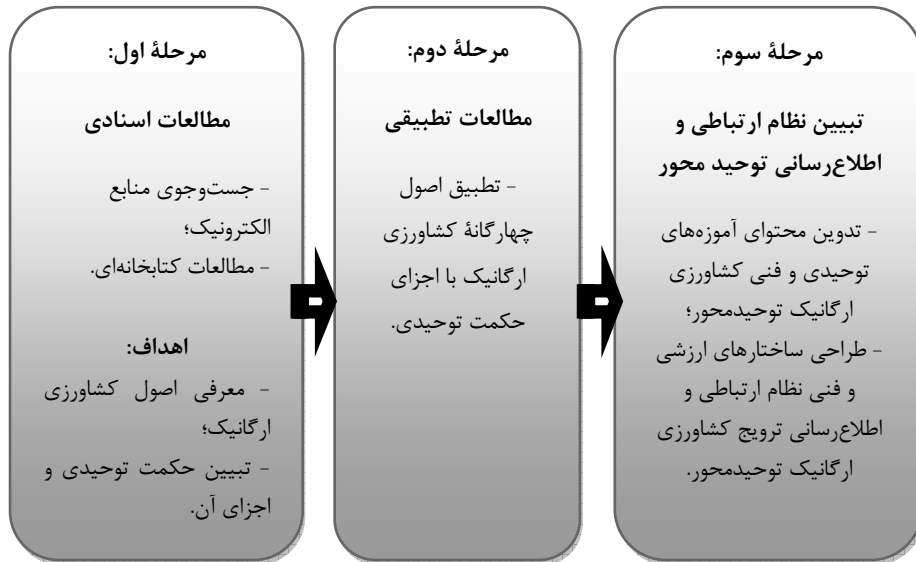 مرحلۀ اول:
مطالعات اسنادی
- جست‌وجوی منابع
الکترونیک؛
- مطالعات کتابخانه‌ای.
اهداف:
- معرفی اصول کشاورزی
ارگانیک؛
- تبیین حکمت توحیدی و
اجزای آن.
مرحلۀ دوم:
مطالعات تطبیقی
- تطبیق اصول
چهارگانۀ کشاورزی
ارگانیک با اجزای
حکمت توحیدی.
مرحلۀ سوم:
تبیین نظام ارتباطی و
اطلاع‌رسانی توحید محور
- تدوین محتوای آموزه‌های
توحیدی و فنی کشاورزی
ارگانیک توحیدمحور؛
- طراحی ساختارهای ارزشی
و فنی نظام ارتباطی و
اطلاع‌رسانی ترویج کشاورزی
ارگانیک توحیدمحور.